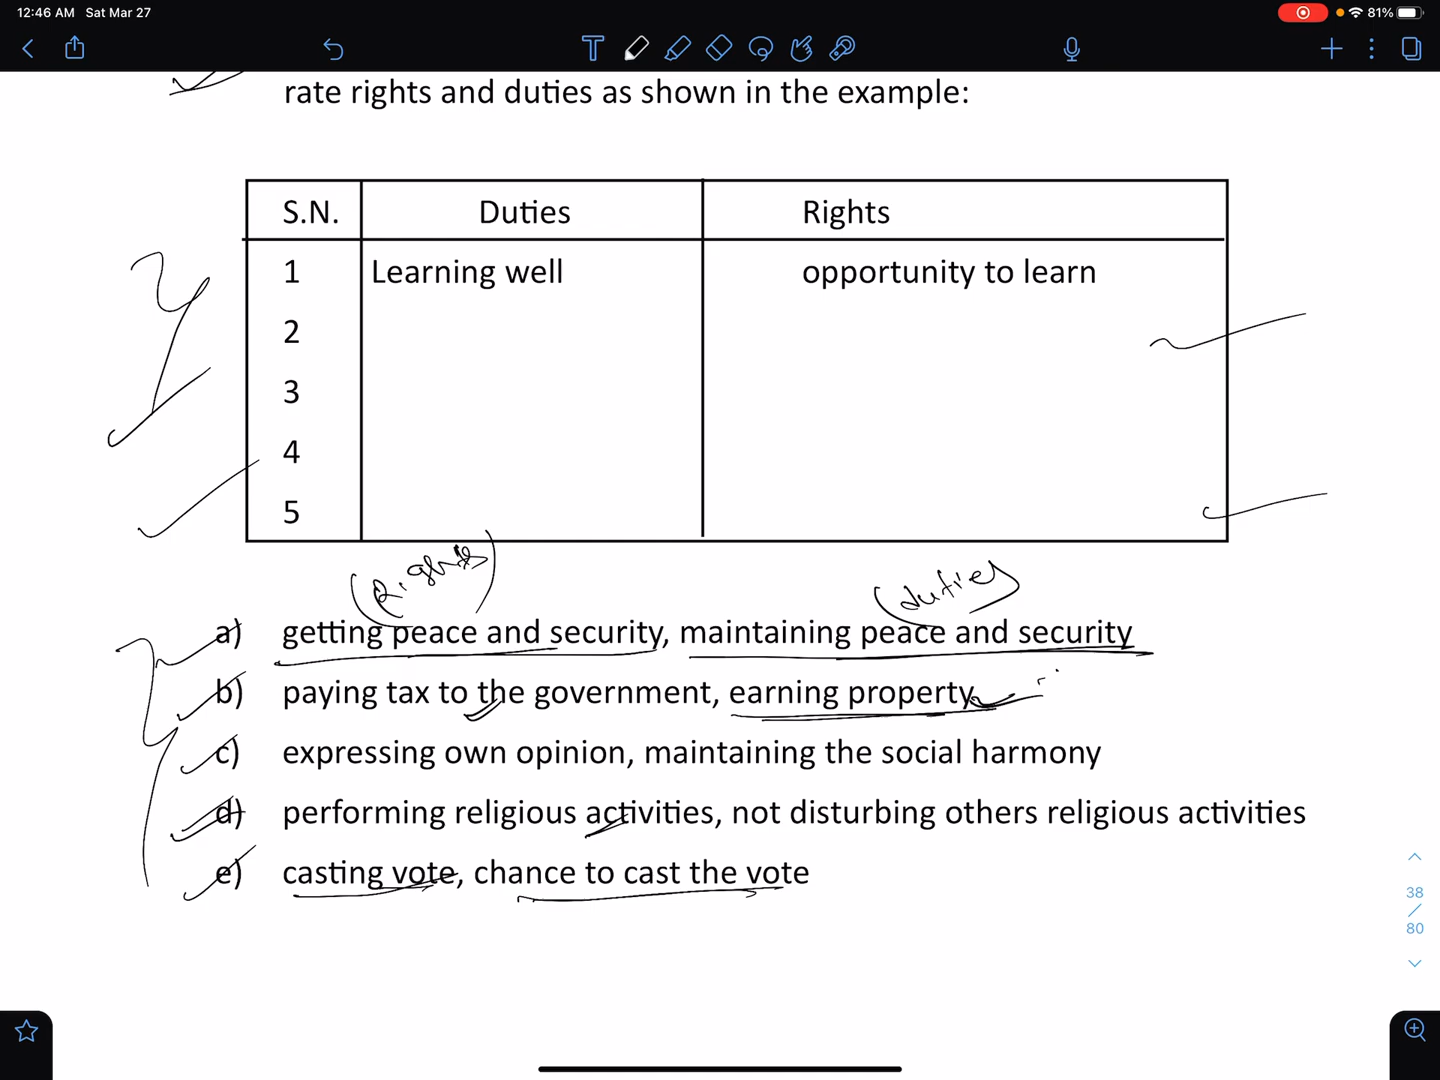 12:46 AM Sat Mar 27
81%
rate rights and duties as shown in the example:
S.N. Duties Rights
1 Learning well opportunity to learn
2
3
4
5
(Rights) (duties)
a) getting peace and security, maintaining peace and security
b) paying tax to the government, earning property
c) expressing own opinion, maintaining the social harmony
d) performing religious activities, not disturbing others religious activities
e) casting vote, chance to cast the vote
38
/
80